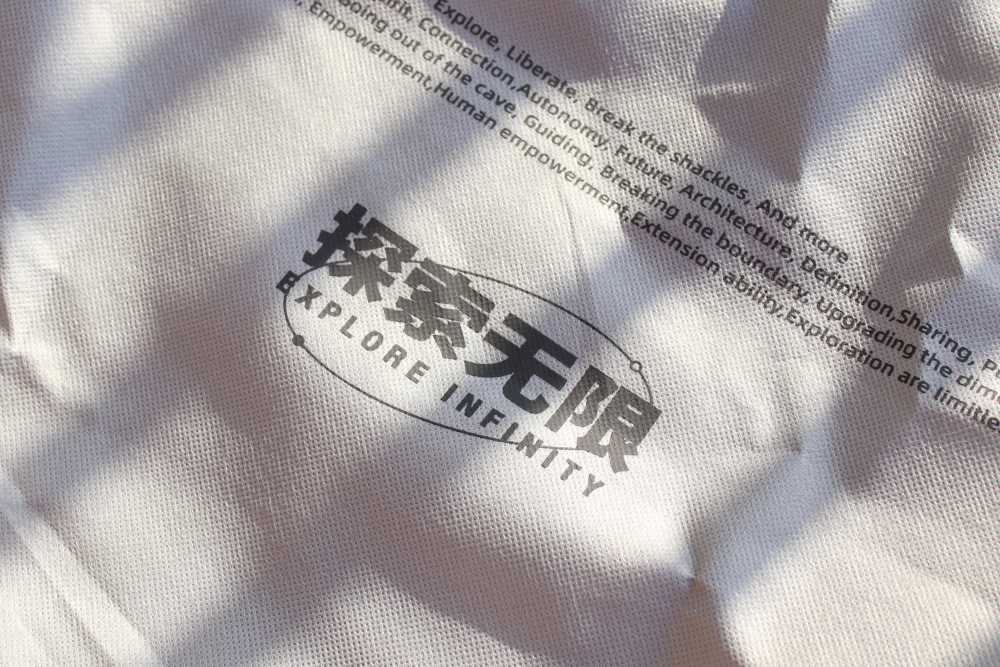 Explore, Liberate, Break the shackles, And more
Connection,Autonomy, Future, Architecture, Definition,Sharing,
going out of the cave, Guiding, Breaking the boundary, Upgrading the
Empowerment,Human empowerment,Extension ability,Exploration are
探索无限
EXPLORE INFINITY